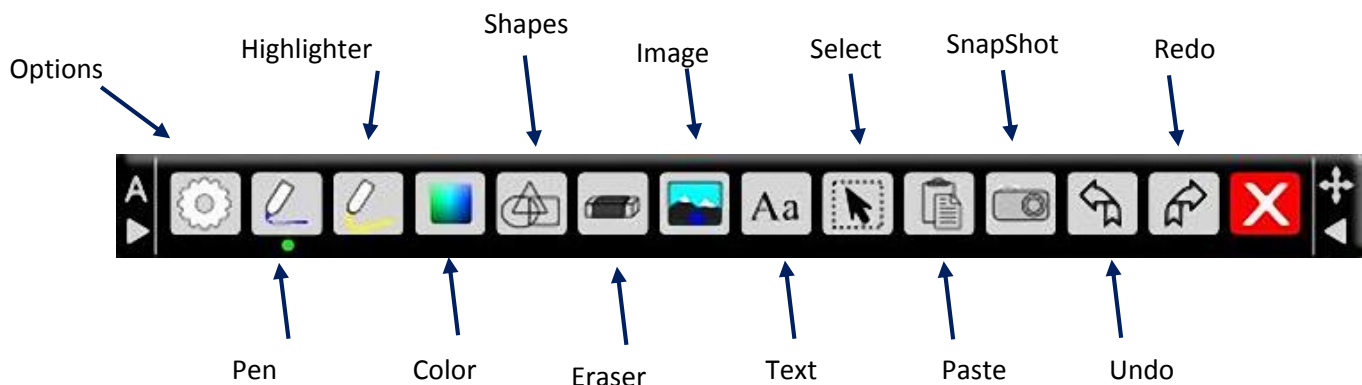 Options
Highlighter
Shapes
Image
Select
SnapShot
Redo
A
Aa
Pen
Color
Eraser
Text
Paste
Undo